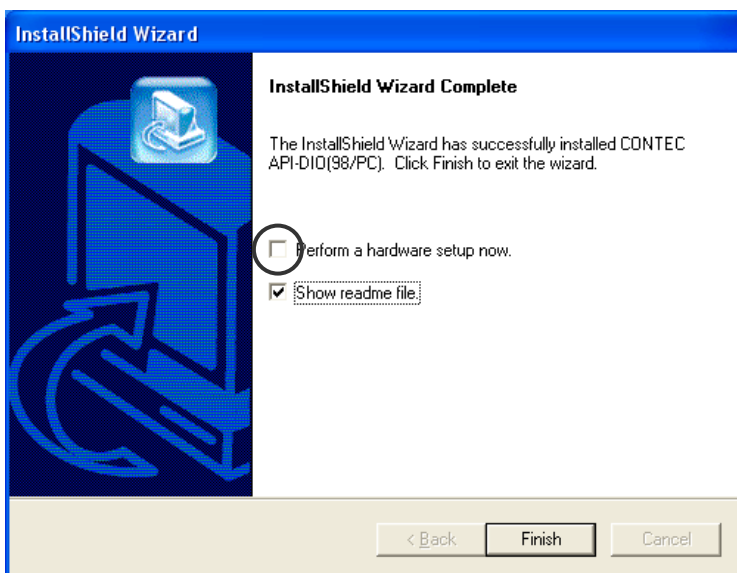 InstallShield Wizard
InstallShield Wizard Complete
The InstallShield Wizard has successfully installed CONTEC
API-DIO(98/PC). Click Finish to exit the wizard.
Perform a hardware setup now.
Show readme file.
< Back Finish Cancel